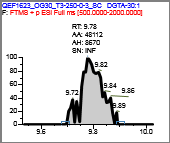 QEF1623_OG30_T3-250-0-3_8C DGTA-30:1
F: FTMS + p ESI Full ms [500.0000-2000.0000]
RT: 9.78
AA: 48112
AH: 8670
SN: INF
100
80
60
40
20
0
9.72
9.82
9.84
9.86
9.89
9.6
9.8
10.0